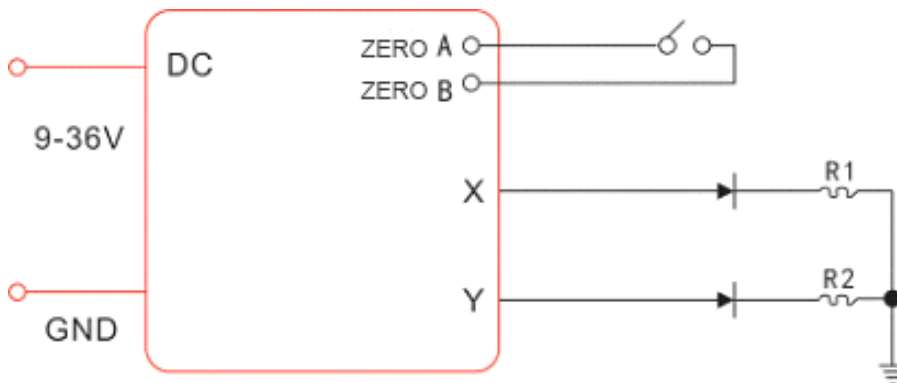 DC
ZERO A
ZERO B
9-36V
X
R1
Y
R2
GND